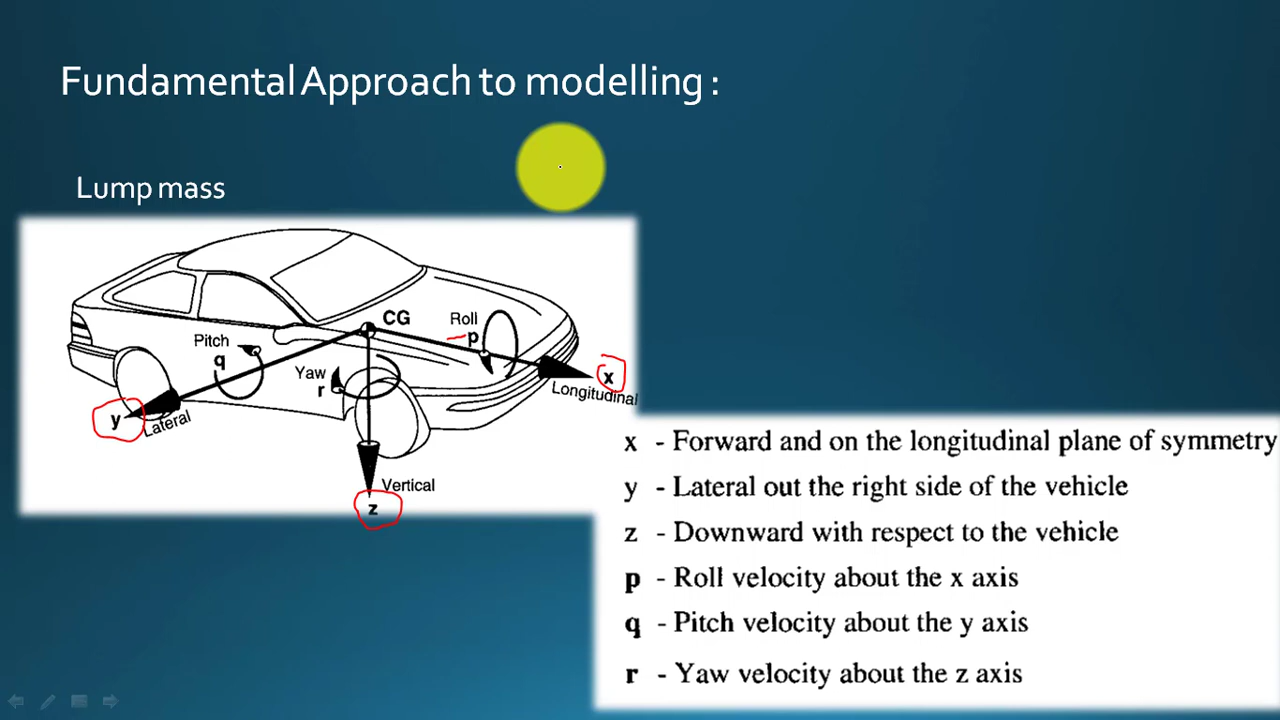 Fundamental Approach to modelling :
Lump mass
CG
Roll
p
Pitch
q
Yaw
r
x
Longitudinal
y
Lateral
Vertical
z
x - Forward and on the longitudinal plane of symmetry
y - Lateral out the right side of the vehicle
z - Downward with respect to the vehicle
p - Roll velocity about the x axis
q - Pitch velocity about the y axis
r - Yaw velocity about the z axis